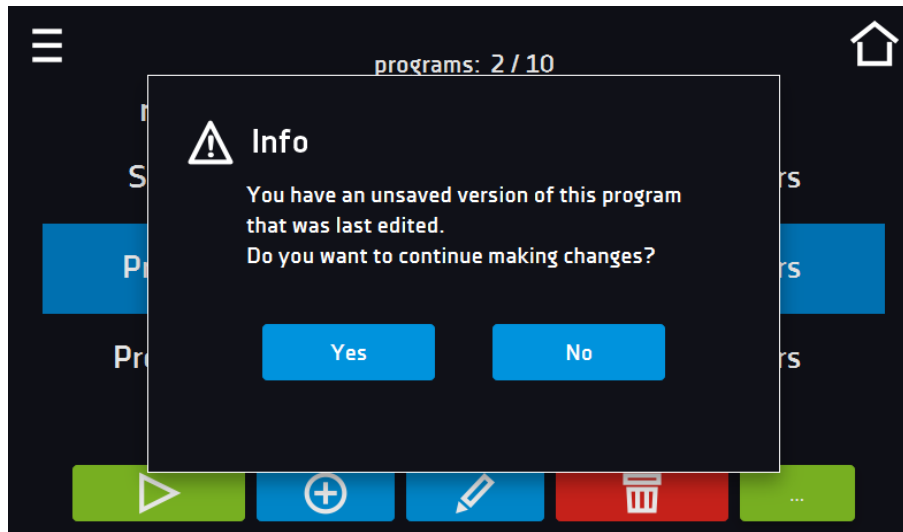 programs: 2 / 10
Info
You have an unsaved version of this program
that was last edited.
Do you want to continue making changes?
Yes
No
...